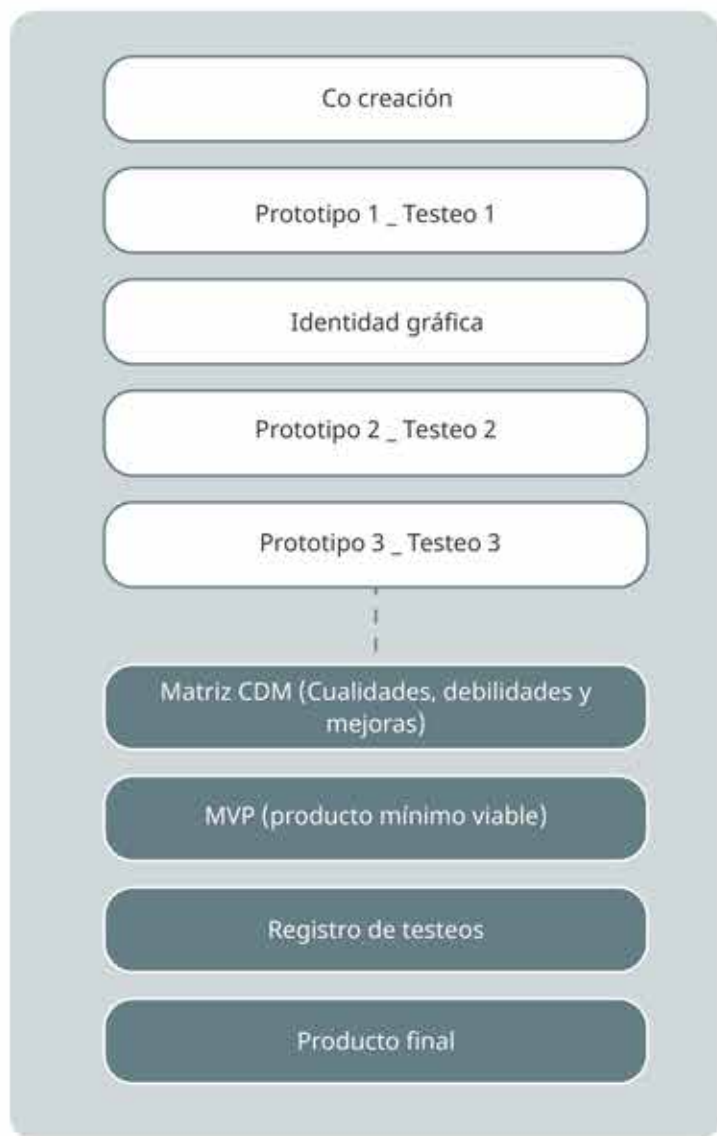 Co creación
Prototipo 1 _ Testeo 1
Identidad gráfica
Prototipo 2 _ Testeo 2
Prototipo 3 _ Testeo 3
Matriz CDM (Cualidades, debilidades y
mejoras)
MVP (producto mínimo viable)
Registro de testeos
Producto final